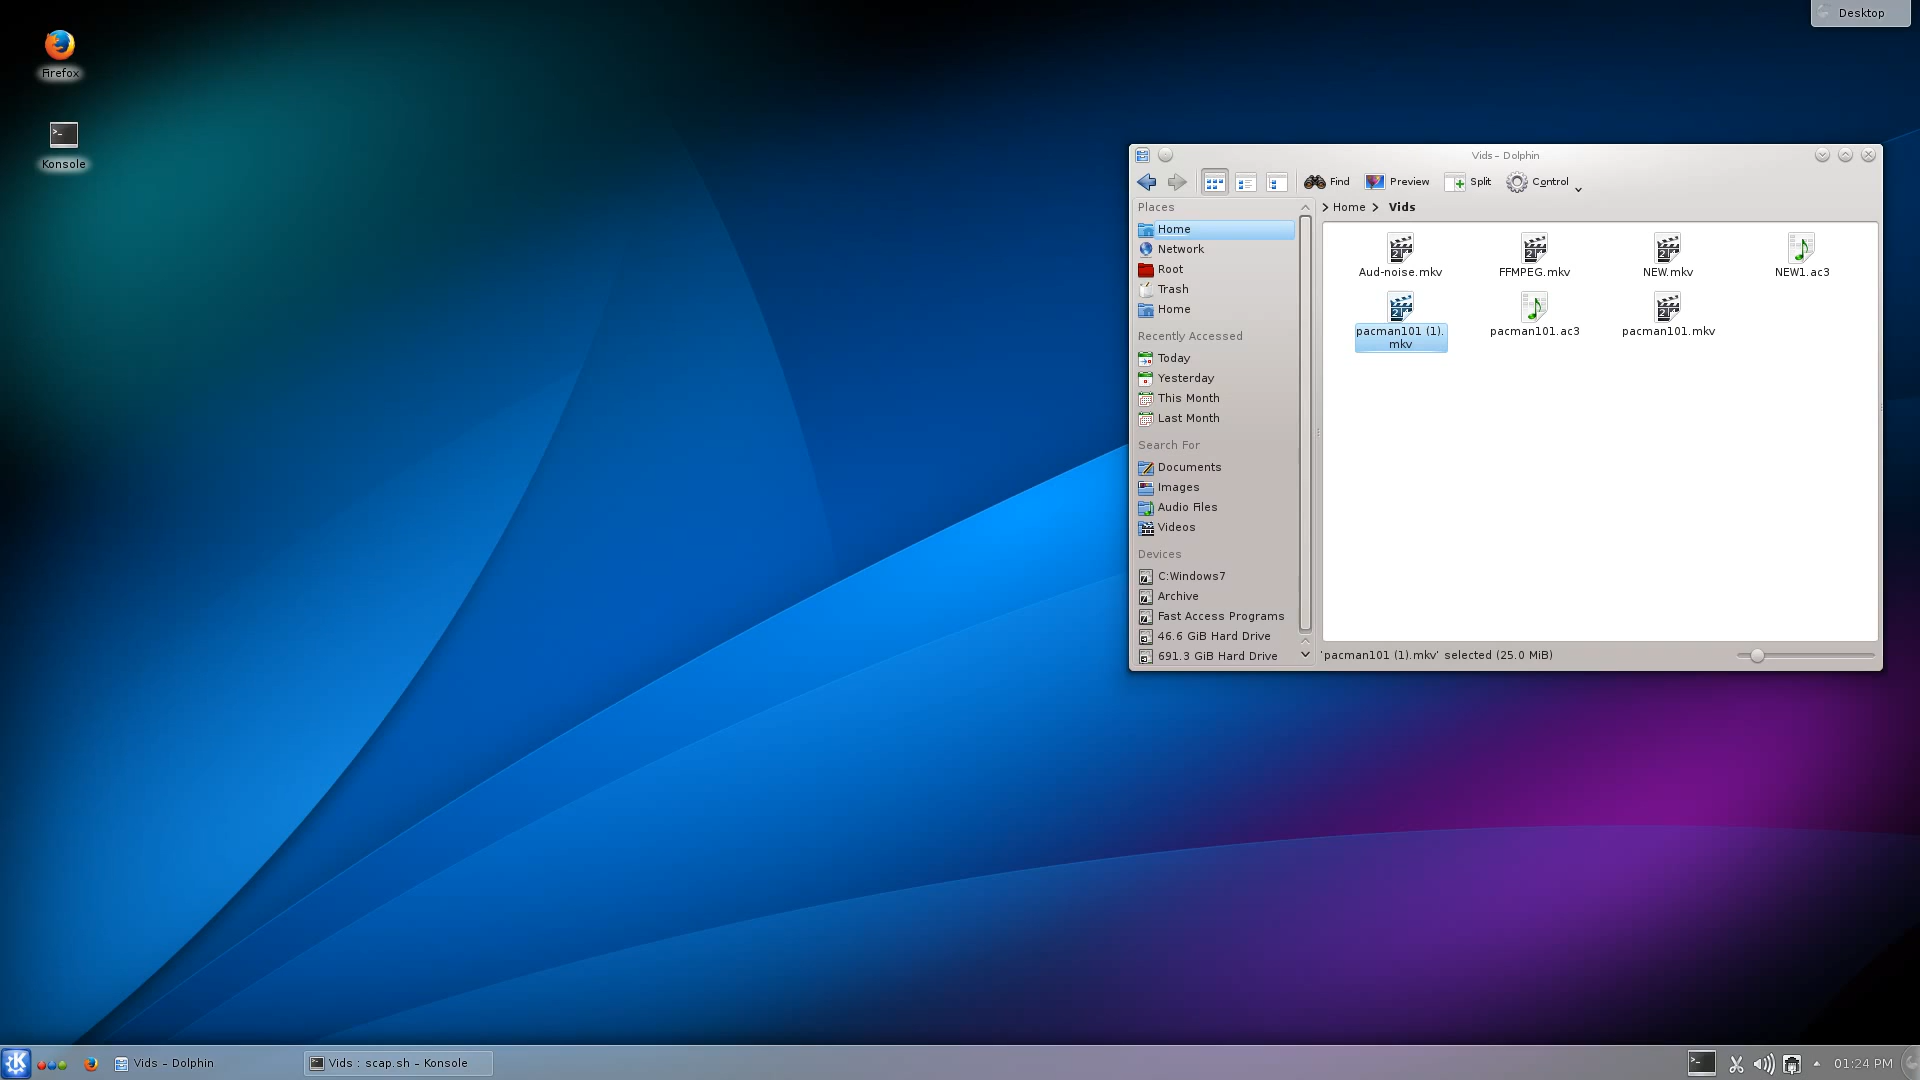 Desktop
Firefox
Konsole
Vids – Dolphin
Find Preview Split Control
Places
Home
Network
Root
Trash
Home
Recently Accessed
Today
Yesterday
This Month
Last Month
Search For
Documents
Images
Audio Files
Videos
Devices
C:Windows7
Archive
Fast Access Programs
46.6 GiB Hard Drive
691.3 GiB Hard Drive
Home Vids
Aud-noise.mkv FFMPEG.mkv NEW.mkv NEW1.ac3
pacman101 (1). pacman101.ac3 pacman101.mkv
mkv
'pacman101 (1).mkv' selected (25.0 MiB)
Vids – Dolphin Vids : scap.sh – Konsole 01:24 PM